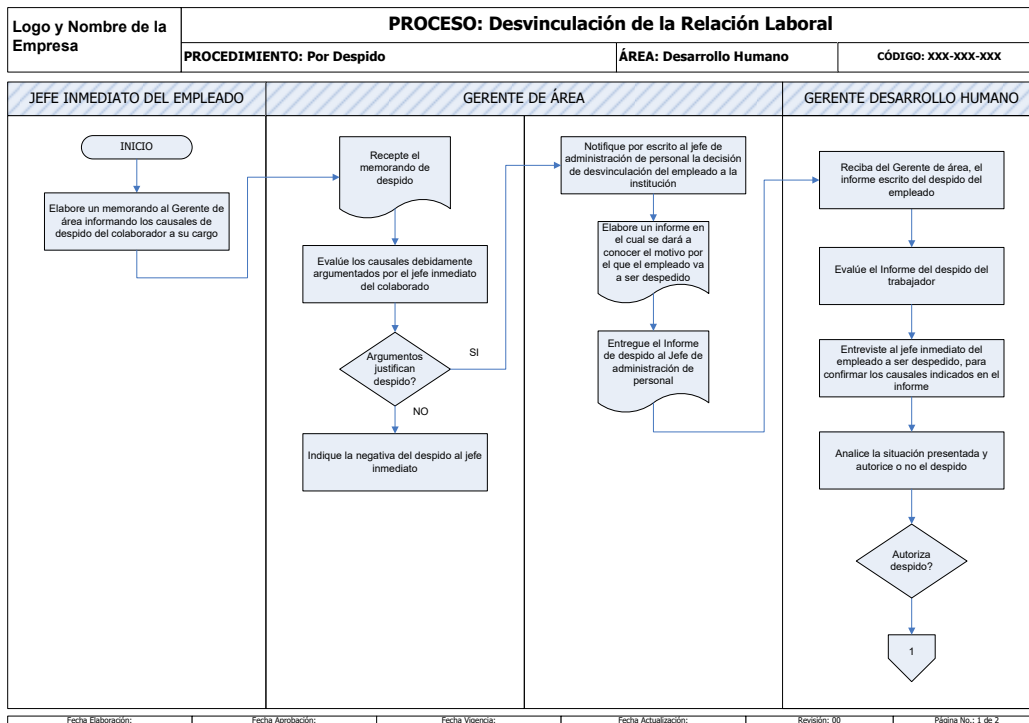 Logo y Nombre de la
Empresa
PROCESO: Desvinculación de la Relación Laboral
PROCEDIMIENTO: Por Despido
ÁREA: Desarrollo Humano
CÓDIGO: XXX-XXX-XXX
JEFE INMEDIATO DEL EMPLEADO
GERENTE DE ÁREA
GERENTE DESARROLLO HUMANO
INICIO
Elabore un memorando al Gerente de
área informando los causales de
despido del colaborador a su cargo
Recepte el
memorando de
despido
Evalúe los causales debidamente
argumentados por el jefe inmediato
del colaborado
Argumentos
justifican
despido?
SI
NO
Indique la negativa del despido al jefe
inmediato
Notifique por escrito al jefe de
administración de personal la decisión
de desvinculación del empleado a la
institución
Elabore un informe en
el cual se dará a
conocer el motivo por
el que el empleado va
a ser despedido
Entregue el Informe
de despido al Jefe de
administración de
personal
Reciba del Gerente de área, el
informe escrito del despido del
empleado
Evalúe el Informe del despido del
trabajador
Entreviste al jefe inmediato del
empleado a ser despedido, para
confirmar los causales indicados en el
informe
Analice la situación presentada y
autorice o no el despido
Autoriza
despido?
1
Fecha Elaboración:
Fecha Aprobación:
Fecha Vigencia:
Fecha Actualización:
Revisión: 00
Página No.: 1 de 2